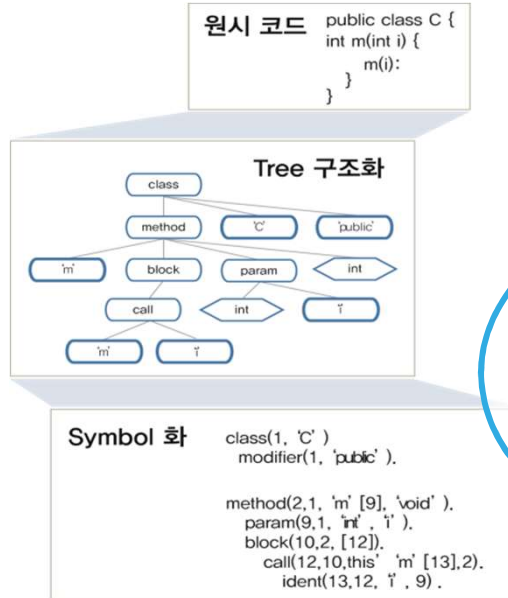 원시 코드
public class C {
int m(int i) {
m(i):
}
}
Tree 구조화
class
method
'C'
'public'
'm'
block
param
int
call
int
'i'
'm'
'i'
Symbol 화
class(1, 'C' )
modifier(1, 'public' ).
method(2,1, 'm' [9], 'void' ).
param(9,1, 'int' , 'i' ).
block(10,2, [12]).
call(12,10,this' 'm' [13],2).
ident(13,12, 'i' , 9) .